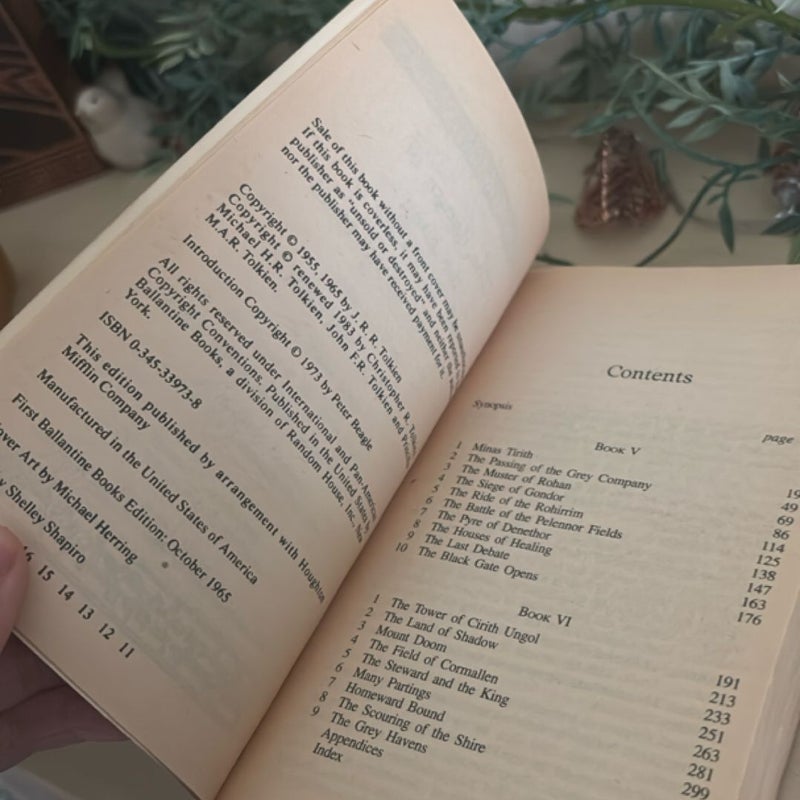 Sale of this book without a front cover may be
If this book is coverless, it may have been
publisher as "unsold or destroyed" and neither the
nor the publisher may have received payment for it.
Copyright © 1955, 1965 by J. R. R. Tolkien
Copyright © renewed 1983 by Christopher R.
Michael H.R. Tolkien, John F.R. Tolkien and
M.A.R. Tolkien.
Introduction Copyright © 1973 by Peter Beagle
All rights reserved under International and
Copyright Conventions. Published in the United States
Ballantine Books, a division of Random House, Inc.,
York.
ISBN 0-345-33973-8
This edition published by arrangement with Houghton
Mifflin Company
Manufactured in the United States of America
First Ballantine Books Edition: October 1965
Art by Michael Herring
Shelley Shapiro
15 14 13 12 11
Contents
Synopsis
page
BOOK V
1 Minas Tirith 19
2 The Passing of the Grey Company 49
3 The Muster of Rohan 69
4 The Siege of Gondor 86
5 The Ride of the Rohirrim 114
6 The Battle of the Pelennor Fields 125
7 The Pyre of Denethor 138
8 The Houses of Healing 147
9 The Last Debate 163
10 The Black Gate Opens 176
BOOK VI
1 The Tower of Cirith Ungol 191
2 The Land of Shadow 213
3 Mount Doom 233
4 The Field of Cormallen 251
5 The Steward and the King 263
6 Many Partings 281
7 Homeward Bound 299
8 The Scouring of the Shire
9 The Grey Havens
Appendices
Index